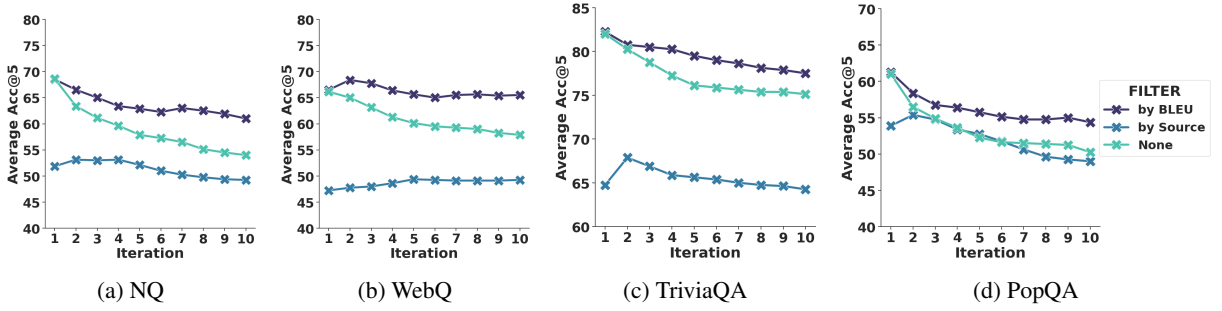 80
75
70
65
60
55
50
45
40
Average Acc@5
1 2 3 4 5 6 7 8 9 10
Iteration
(a) NQ
80
75
70
65
60
55
50
45
40
Average Acc@5
1 2 3 4 5 6 7 8 9 10
Iteration
(b) WebQ
85
80
75
70
65
60
Average Acc@5
1 2 3 4 5 6 7 8 9 10
Iteration
(c) TriviaQA
70
65
60
55
50
45
40
Average Acc@5
1 2 3 4 5 6 7 8 9 10
Iteration
(d) PopQA
FILTER
by BLEU
by Source
None